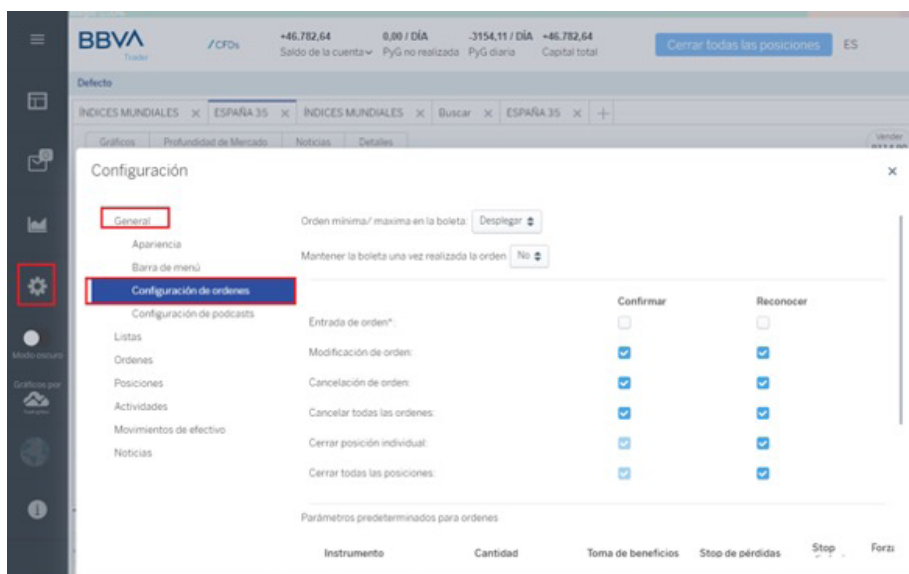 BBVA
Trader
/CFDs
+46.782,64
Saldo de la cuenta
0,00 / DÍA
PyG no realizada
-3154,11 / DÍA
PyG diaria
+46.782,64
Capital total
Cerrar todas las posiciones
ES
Defecto
ÍNDICES MUNDIALES × ESPAÑA 35 × ÍNDICES MUNDIALES × Buscar × ESPAÑA 35 × +
Gráficos Profundidad de Mercado Noticias Detalles
Vender
Configuración ×
General
Apariencia
Barra de menú
Configuración de ordenes
Configuración de podcasts
Listas
Ordenes
Posiciones
Actividades
Movimientos de efectivo
Noticias
Modo oscuro
Gráficos por
Orden mínima/ maxima en la boleta: Desplegar
Mantener la boleta una vez realizada la orden No
Confirmar Reconocer
Entrada de orden*:
Modificación de orden:
Cancelación de orden:
Cancelar todas las ordenes:
Cerrar posición individual:
Cerrar todas las posiciones:
Parámetros predeterminados para ordenes
Instrumento Cantidad Toma de beneficios Stop de pérdidas Stop